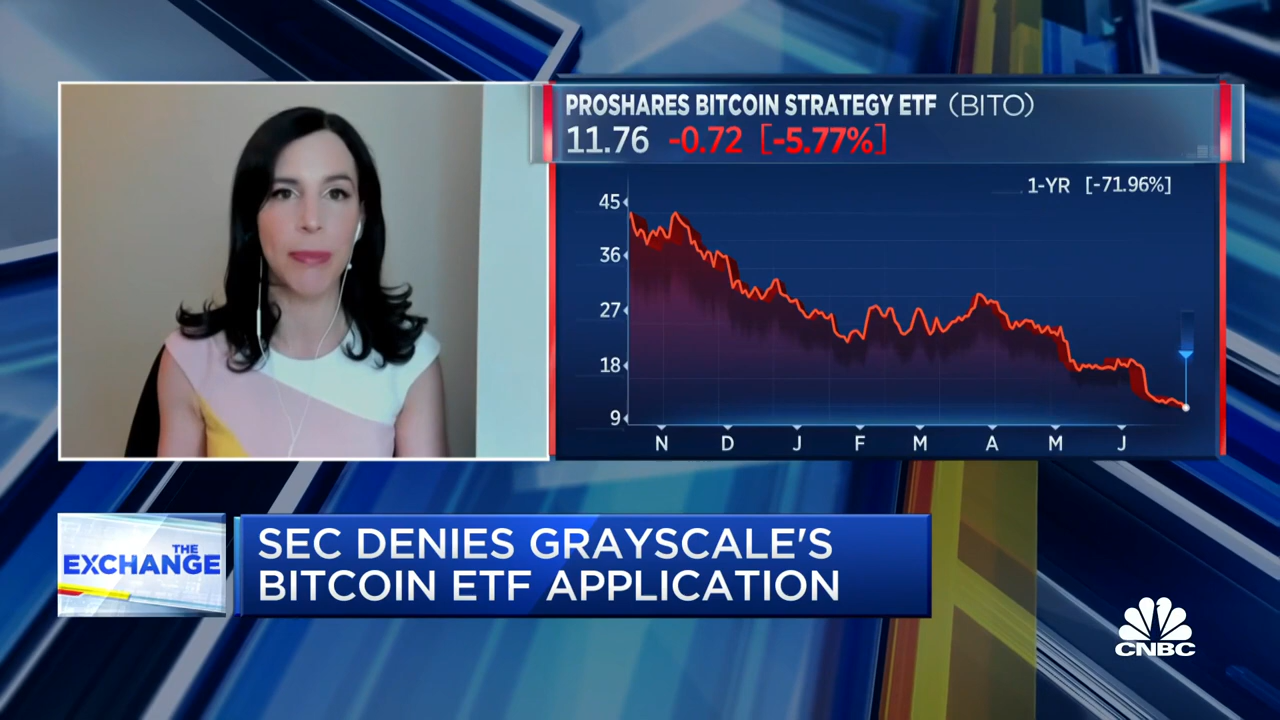 PROSHARES BITCOIN STRATEGY ETF (BITO)
11.76 -0.72 [-5.77%]
1-YR [-71.96%]
45
36
27
18
9
N D J F M A M J
THE
EXCHANGE
SEC DENIES GRAYSCALE'S
BITCOIN ETF APPLICATION
CNBC